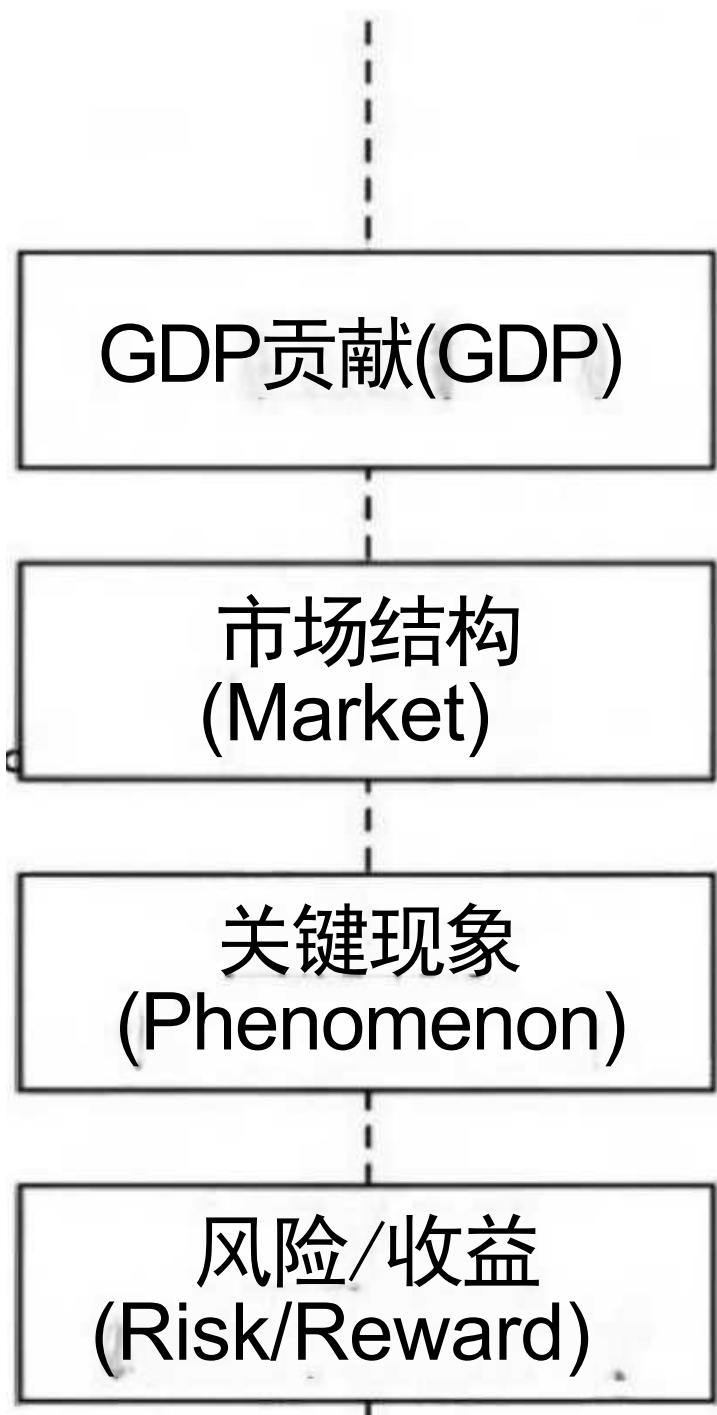 GDP贡献(GDP)
市场结构
(Market)
关键现象
(Phenomenon)
风险/收益
(Risk/Reward)